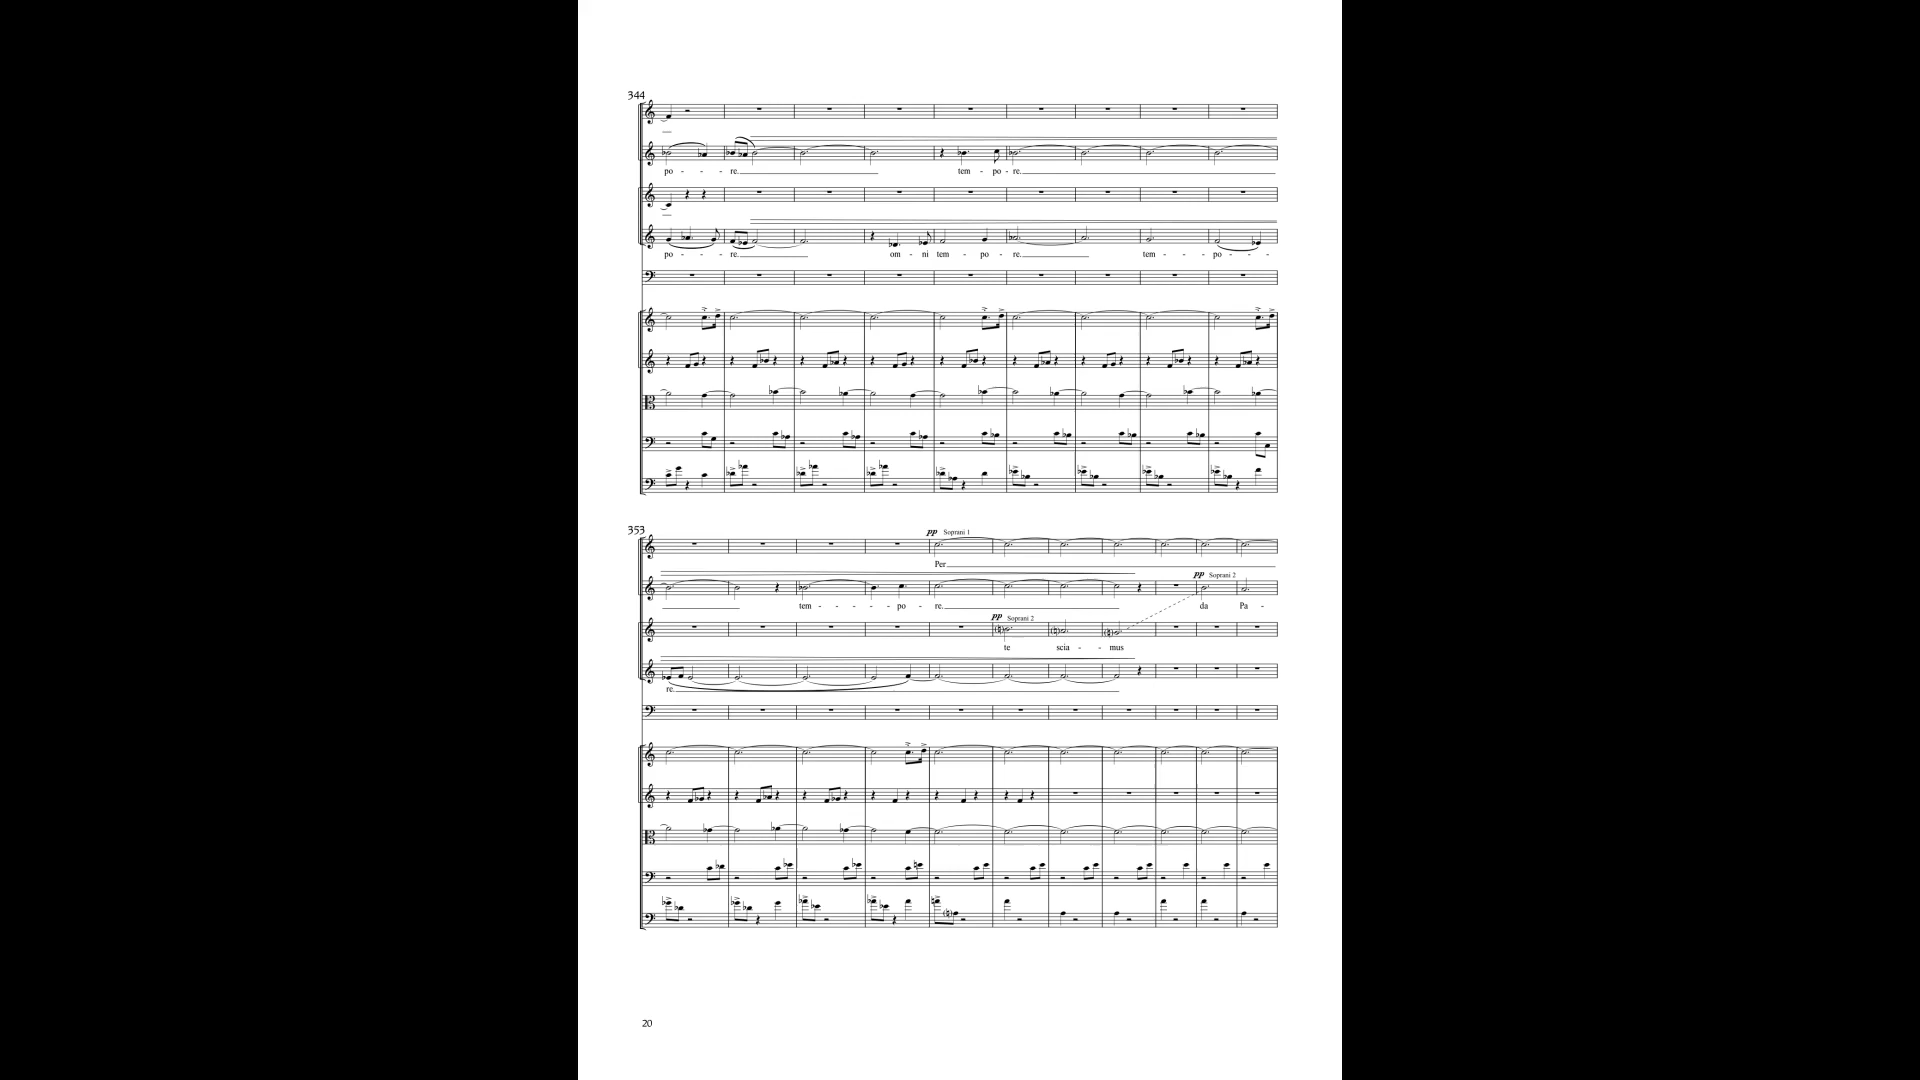 344
po - - - re.
tem - po - re.
po - - - re.
om - ni tem - po - re.
tem - - - po - - -
353
pp Soprani 1
Per
pp Soprani 2
tem - - - - po - re.
da Pa -
pp Soprani 2
te scia - - mus
re.
20